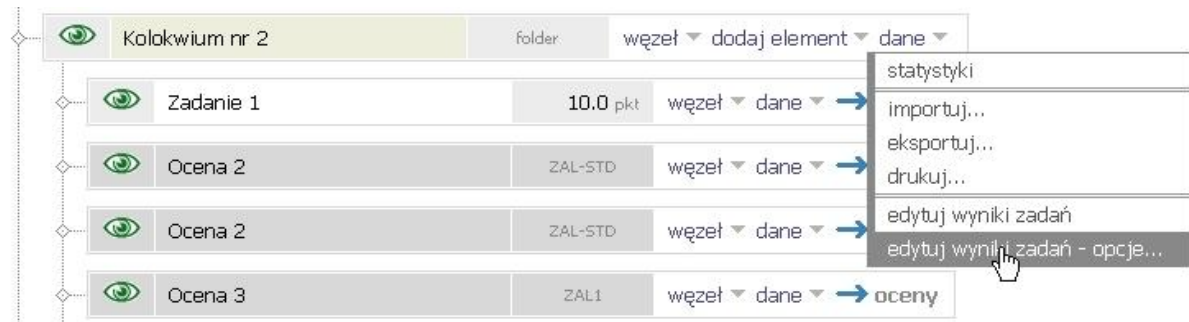 Kolokwium nr 2 folder węzeł dodaj element dane
statystyki
Zadanie 1 10.0 pkt węzeł dane
importuj...
eksportuj...
Ocena 2 ZAL-STD węzeł dane
drukuj...
edytuj wyniki zadań
Ocena 2 ZAL-STD węzeł dane
edytuj wyniki zadań - opcje...
Ocena 3 ZAL1 węzeł dane oceny